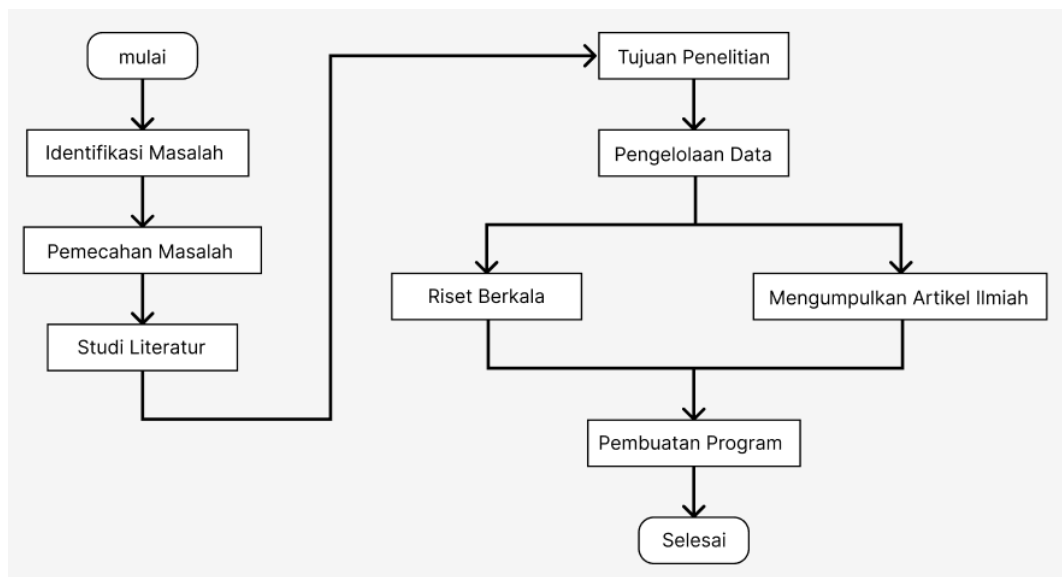 mulai
Identifikasi Masalah
Pemecahan Masalah
Studi Literatur
Tujuan Penelitian
Pengelolaan Data
Riset Berkala
Mengumpulkan Artikel Ilmiah
Pembuatan Program
Selesai